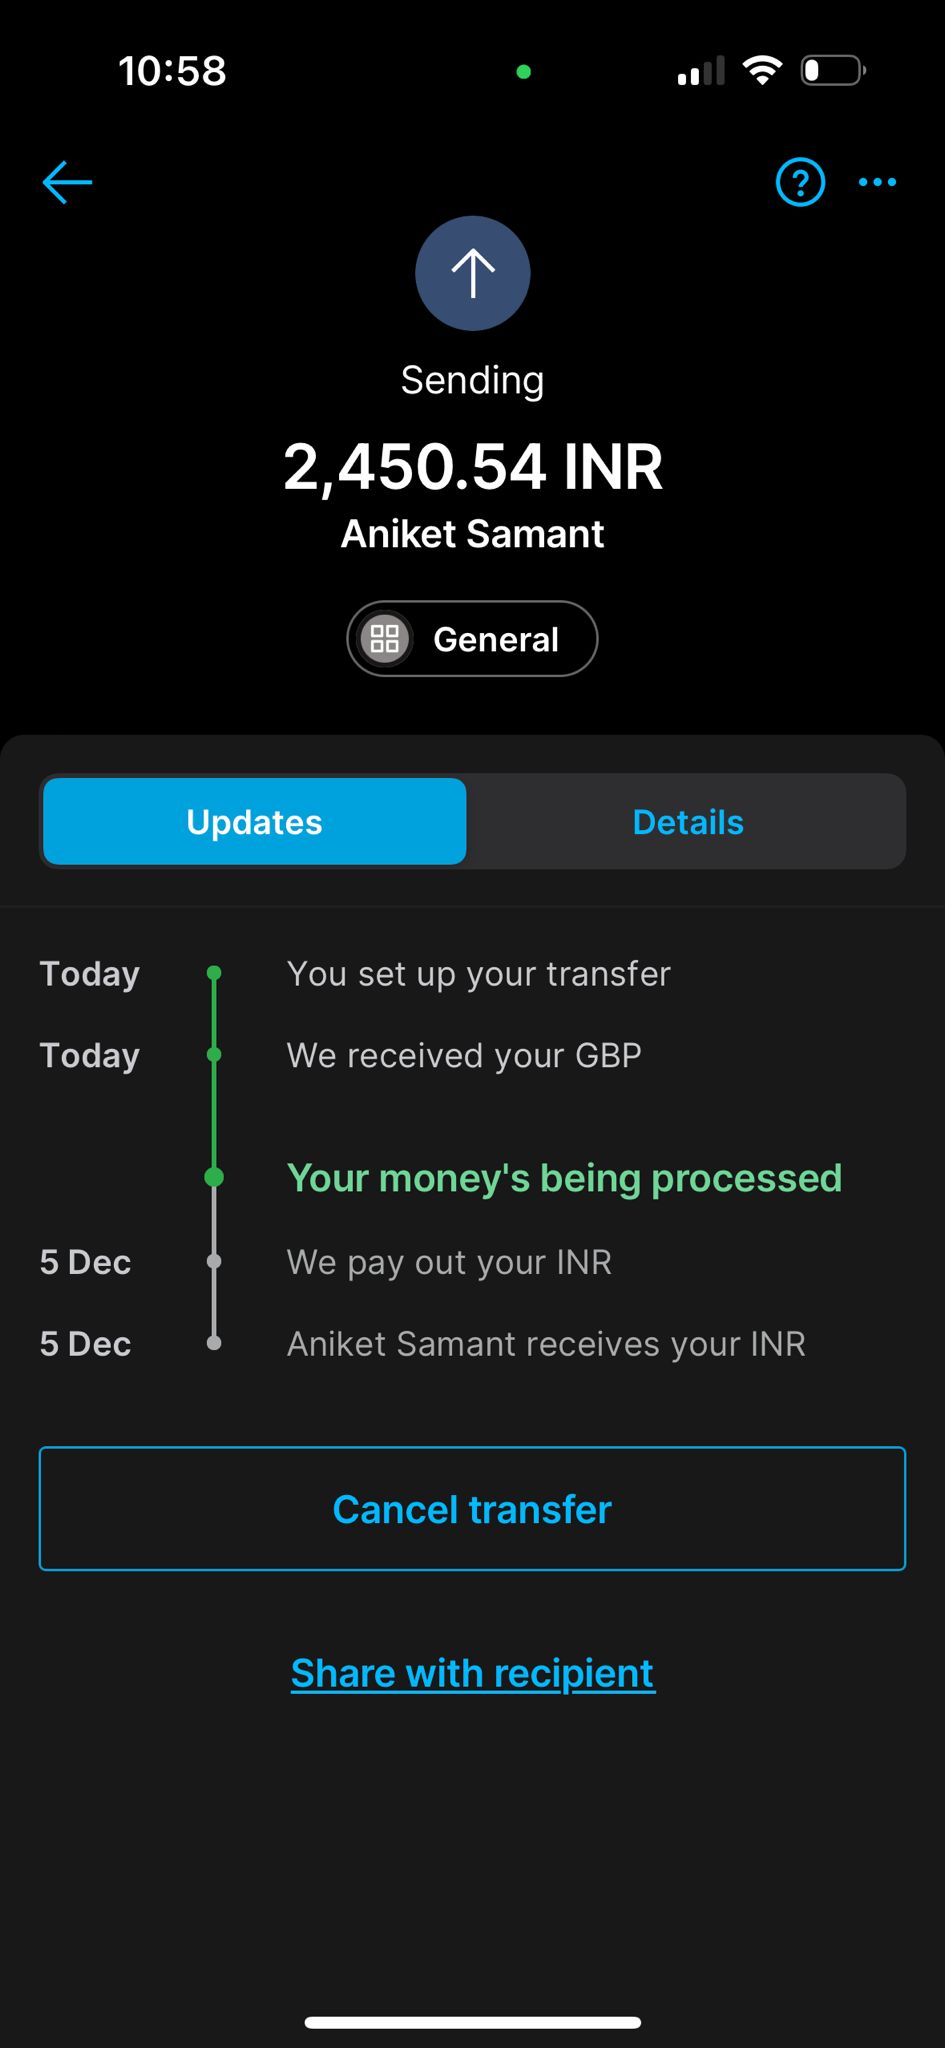 10:58
?
Sending
2,450.54 INR
Aniket Samant
General
Updates
Details
Today
You set up your transfer
Today
We received your GBP
Your money's being processed
5 Dec
We pay out your INR
5 Dec
Aniket Samant receives your INR
Cancel transfer
Share with recipient